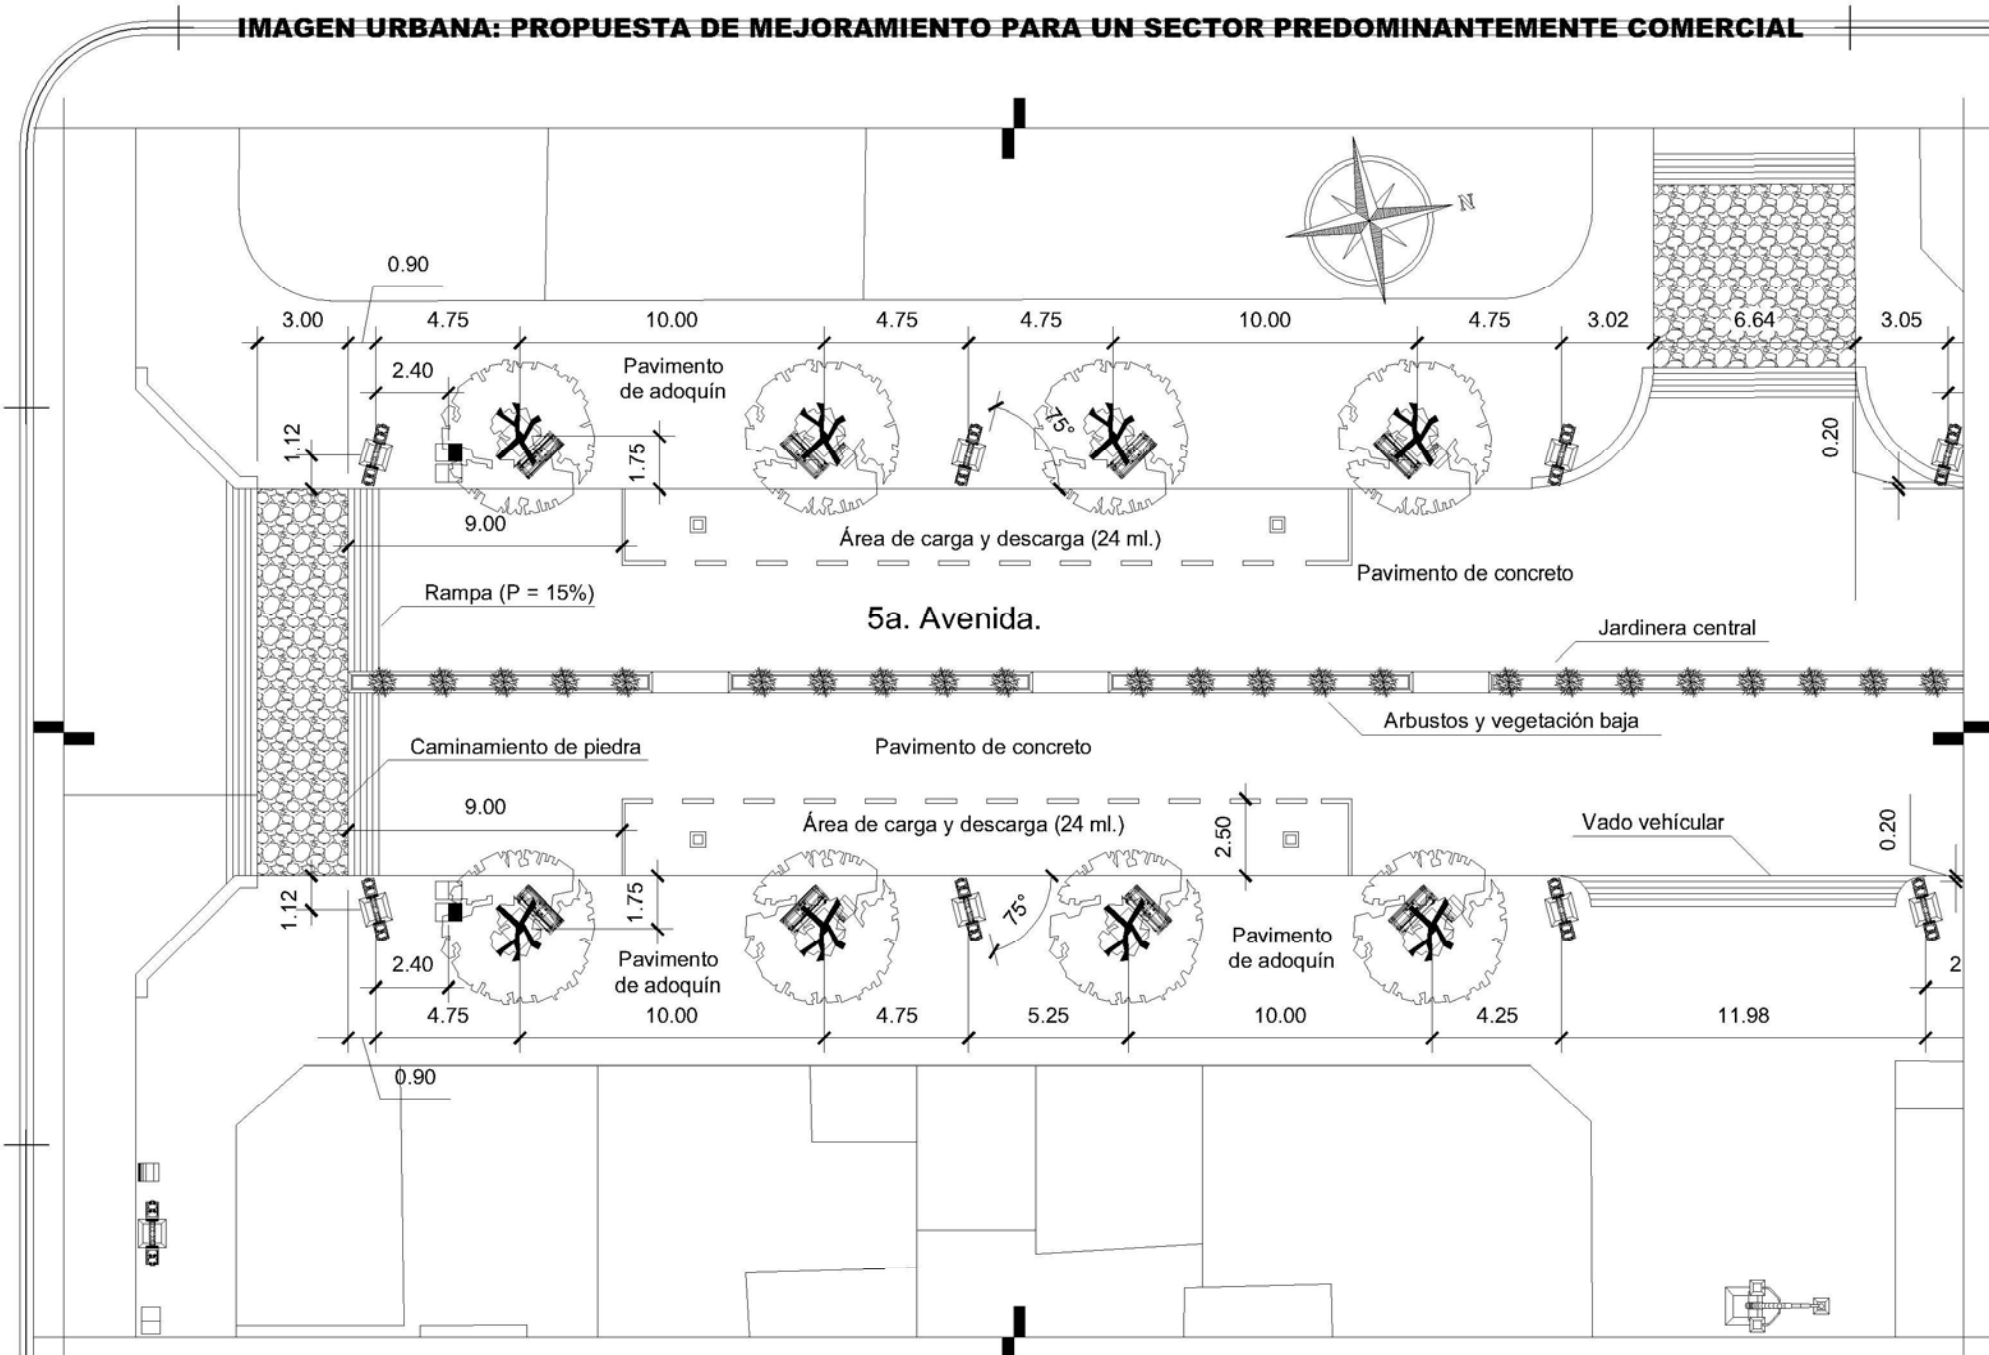 IMAGEN URBANA: PROPUESTA DE MEJORAMIENTO PARA UN SECTOR PREDOMINANTEMENTE COMERCIAL
N
0.90
3.00 4.75 10.00 4.75 4.75 10.00 4.75 3.02 6.64 3.05
2.40
Pavimento
de adoquín
1.12
1.75
75°
0.20
9.00
Área de carga y descarga (24 ml.)
Pavimento de concreto
Rampa (P = 15%)
5a. Avenida.
Jardinera central
Arbustos y vegetación baja
Caminamiento de piedra
Pavimento de concreto
9.00
Área de carga y descarga (24 ml.)
2.50
Vado vehícular
0.20
1.12
1.75
75°
Pavimento
de adoquín
Pavimento
de adoquín
2.40
2
4.75 10.00 4.75 5.25 10.00 4.25 11.98
0.90